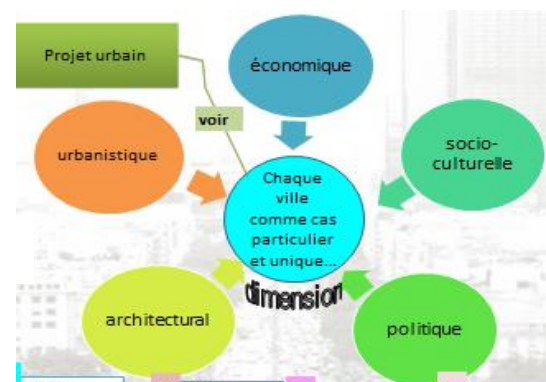 Projet urbain
économique
voir
urbanistique
socio-
culturelle
Chaque
ville
comme cas
particulier
et unique...
dimension
architectural
politique